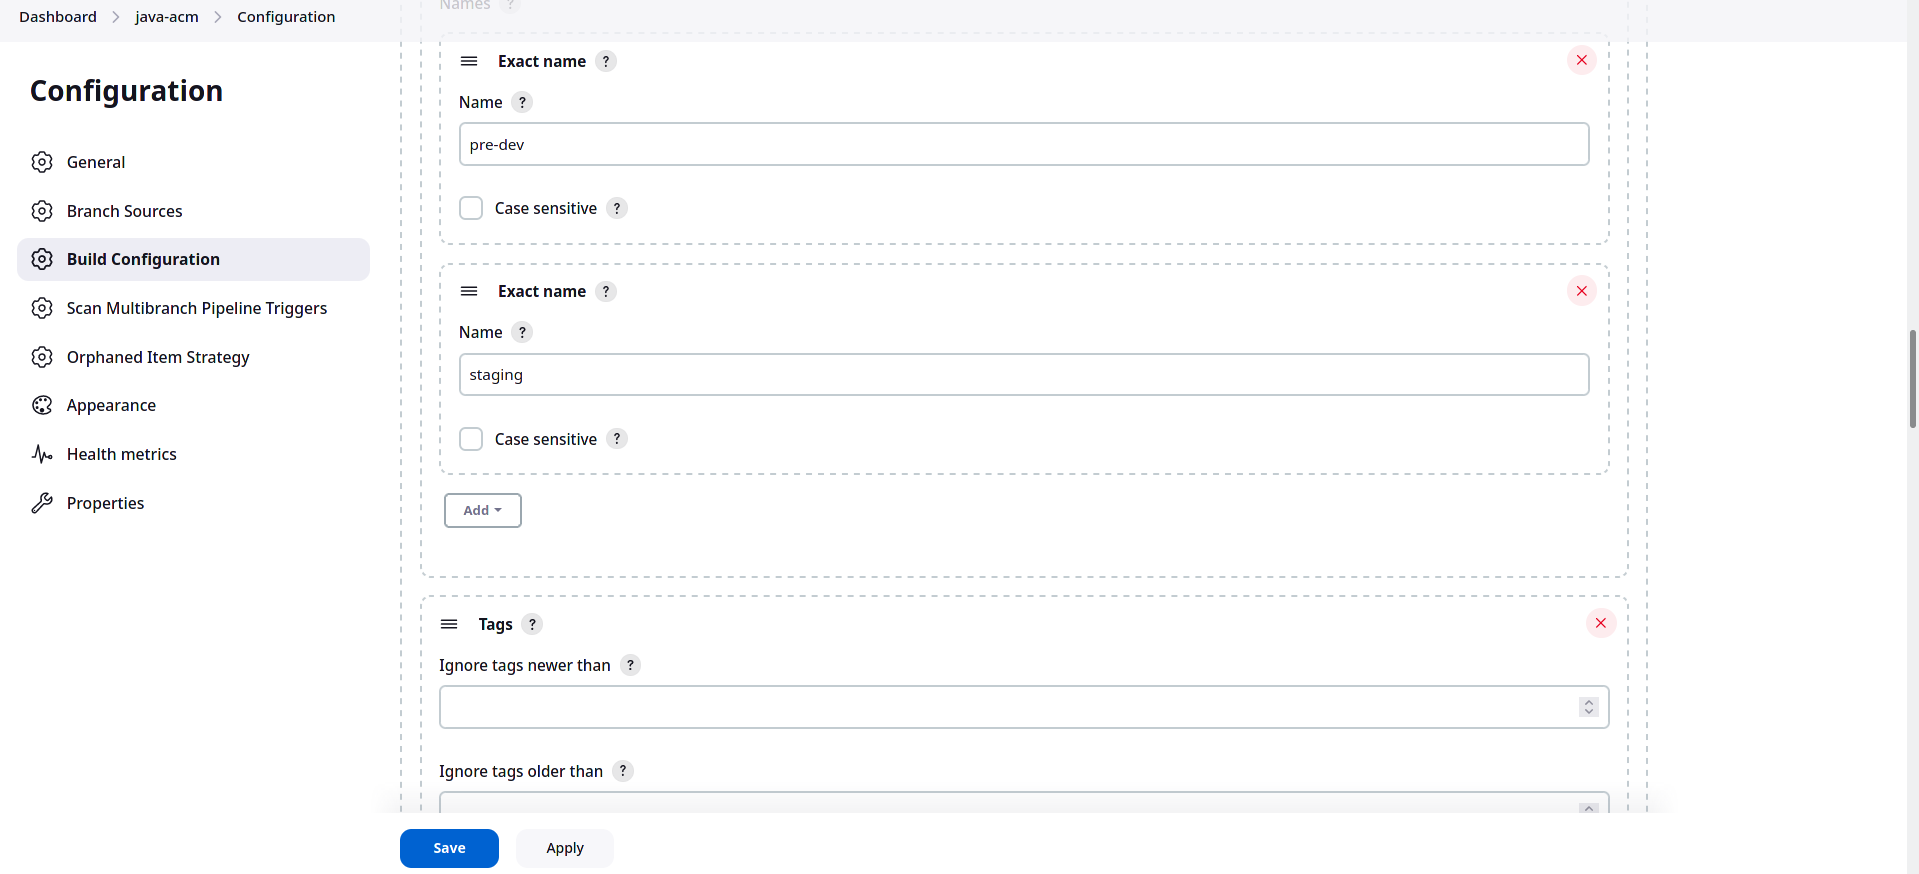 Dashboard > java-acm > Configuration
Names ?
Configuration
General
Branch Sources
Build Configuration
Scan Multibranch Pipeline Triggers
Orphaned Item Strategy
Appearance
Health metrics
Properties
Exact name ?
Name ?
pre-dev
Case sensitive ?
Exact name ?
Name ?
staging
Case sensitive ?
Add
Tags ?
Ignore tags newer than ?
Ignore tags older than ?
Save
Apply